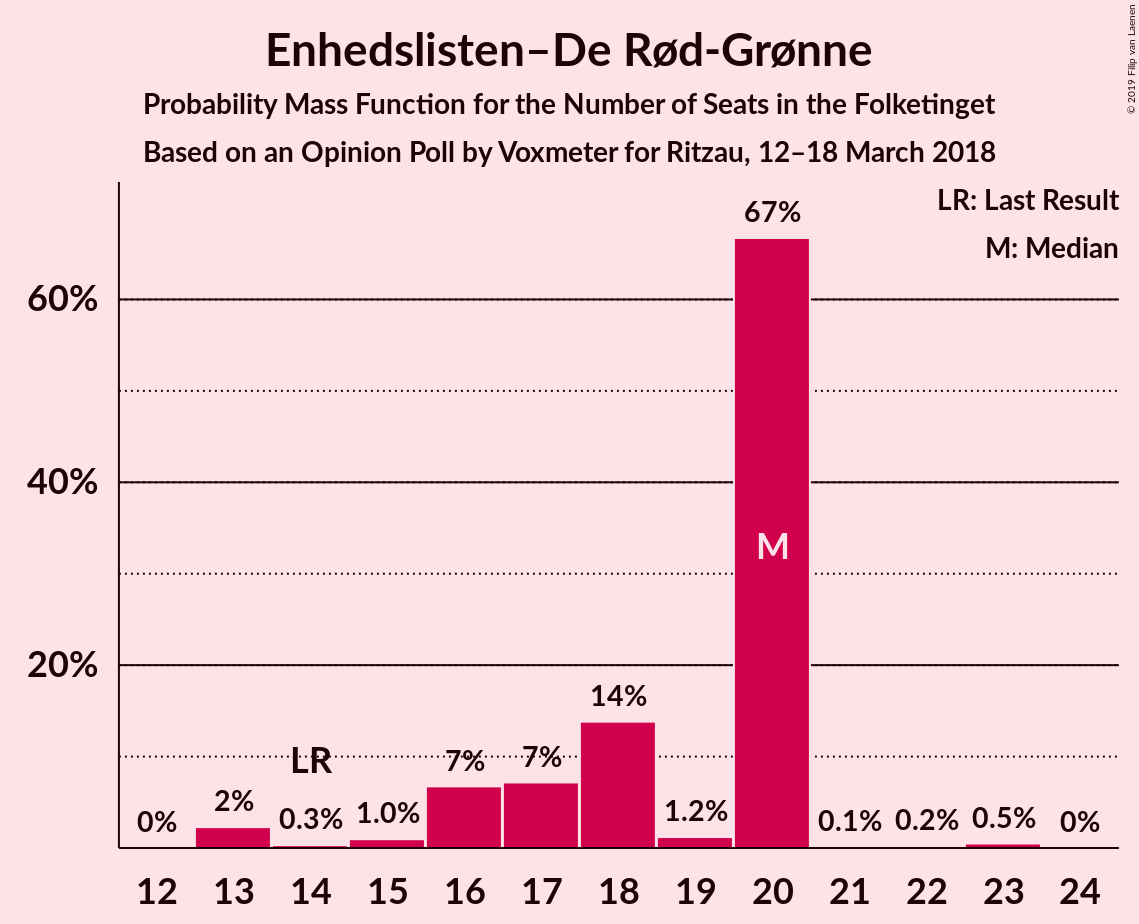 Enhedslisten–De Rød-Grønne
Probability Mass Function for the Number of Seats in the Folketinget
Based on an Opinion Poll by Voxmeter for Ritzau, 12–18 March 2018
© 2019 Filip van Laenen
LR: Last Result
M: Median
67%
60%
M
40%
20%
14%
LR
7%
7%
0%
2%
0.3%
1.0%
1.2%
0.1%
0.2%
0.5%
0%
12 13 14 15 16 17 18 19 20 21 22 23 24